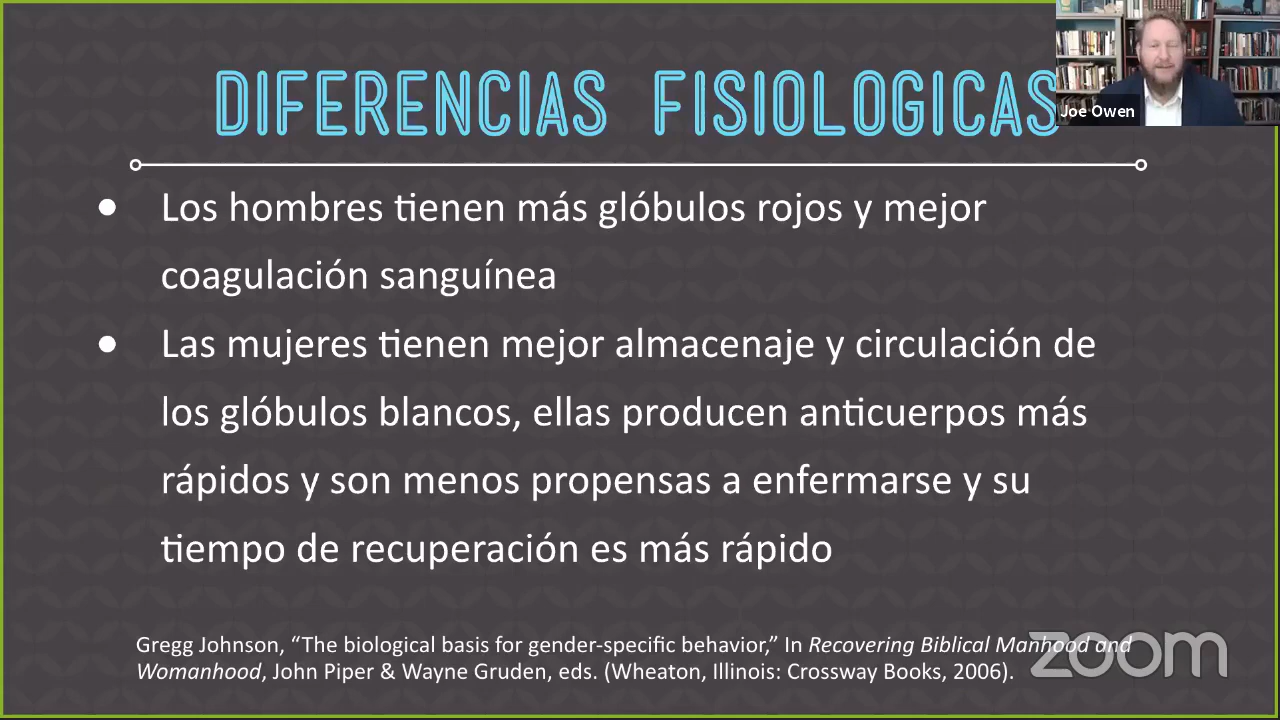 DIFERENCIAS FISIOLOGICAS
Joe Owen
Los hombres tienen más glóbulos rojos y mejor
coagulación sanguínea
Las mujeres tienen mejor almacenaje y circulación de
los glóbulos blancos, ellas producen anticuerpos más
rápidos y son menos propensas a enfermarse y su
tiempo de recuperación es más rápido
Gregg Johnson, “The biological basis for gender-specific behavior,” In Recovering Biblical Manhood and
Womanhood, John Piper & Wayne Gruden, eds. (Wheaton, Illinois: Crossway Books, 2006).
zoom